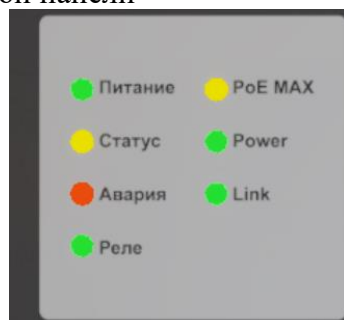 Питание
PoE MAX
Статус
Power
Авария
Link
Реле